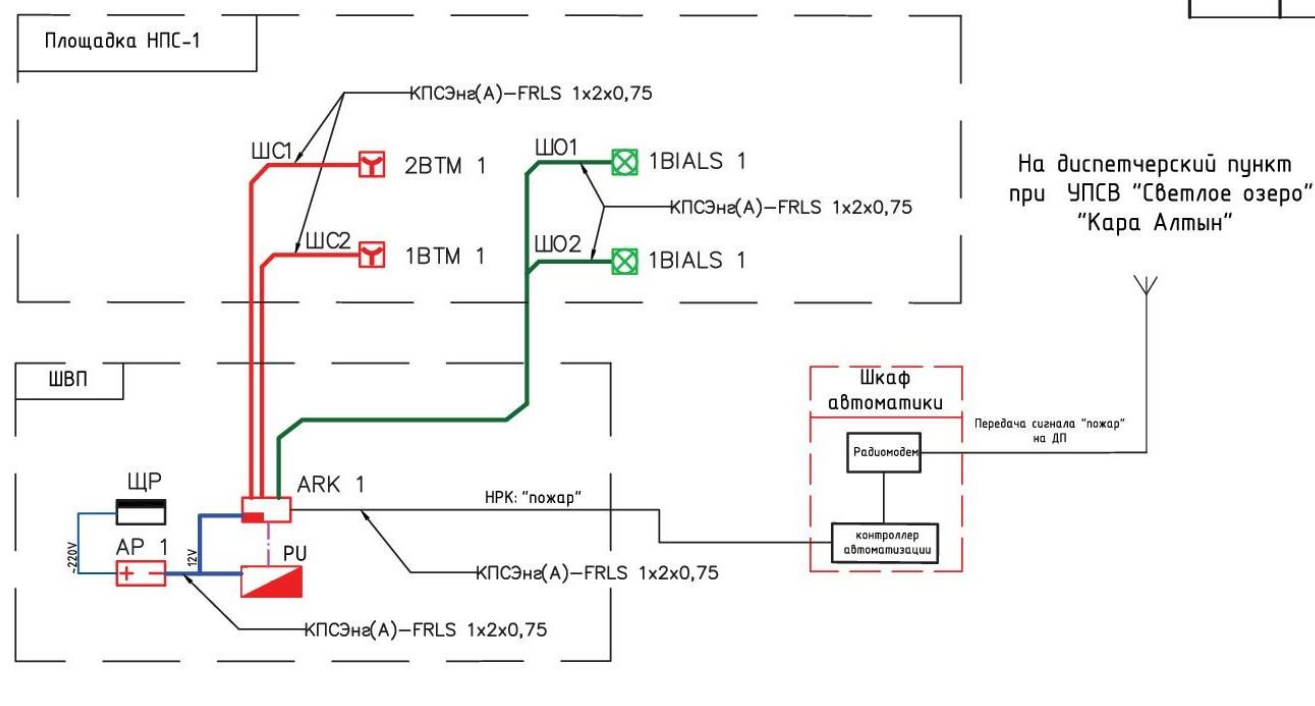 Площадка НПС-1
КПСЭнг(А)-FRLS 1х2х0,75
ШС1
2BTM 1
ШО1
1BIALS 1
КПСЭнг(А)-FRLS 1х2х0,75
ШС2
1BTM 1
ШО2
1BIALS 1
На диспетчерский пункт
при УПСВ "Светлое озеро"
"Кара Алтын"
ШВП
ЩР
ARK 1
НРК: "пожар"
~220V
AP 1
12V
PU
КПСЭнг(А)-FRLS 1х2х0,75
КПСЭнг(А)-FRLS 1х2х0,75
Шкаф
автоматики
Радиомодем
контроллер
автоматизации
Передача сигнала "пожар"
на ДП